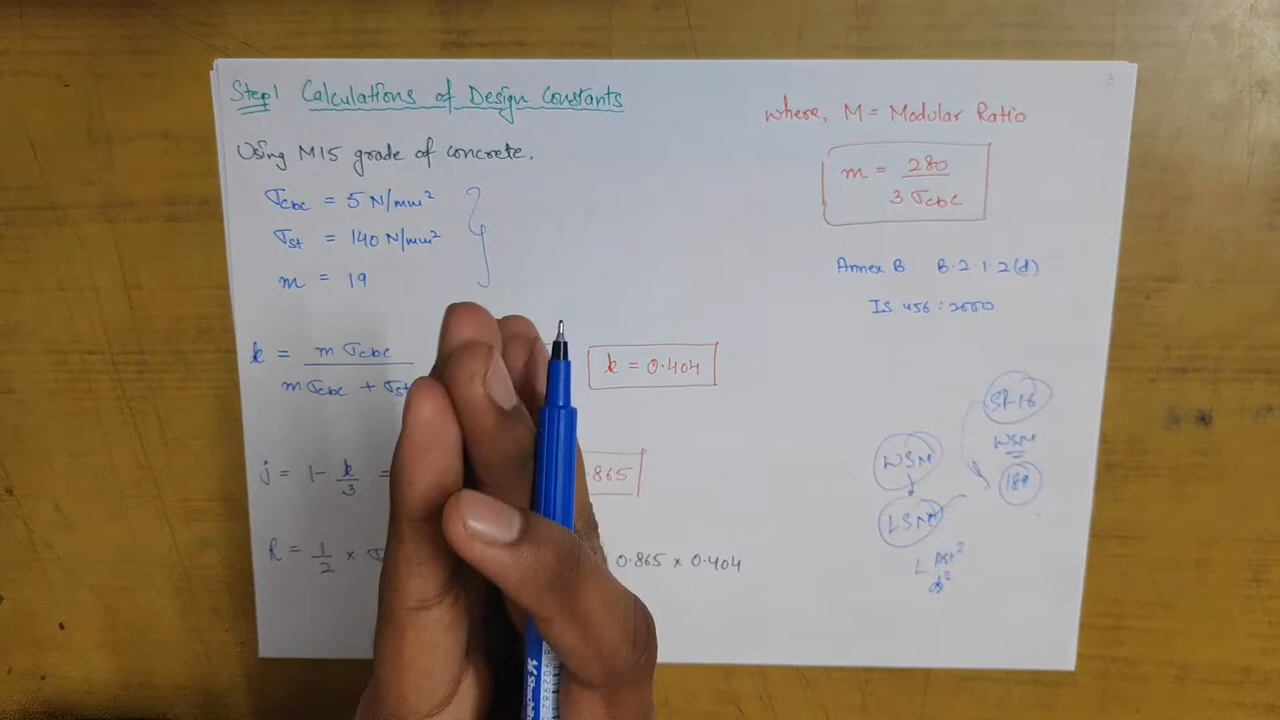 Step1 Calculations of Design Constants
Using M15 grade of concrete.
σcbc = 5 N/mm²
σst = 140 N/mm²
m = 19
k = m σcbc / m σcbc + σst
k = 0.404
j = 1 - k/3 =
.865
R = 1/2 ×
0.865 × 0.404
where, M = Modular Ratio
m = 280 / 3 σcbc
Annex B B.2.1.2(d)
Is 456:2000
SP-16
WSM
WSM
189
LSM